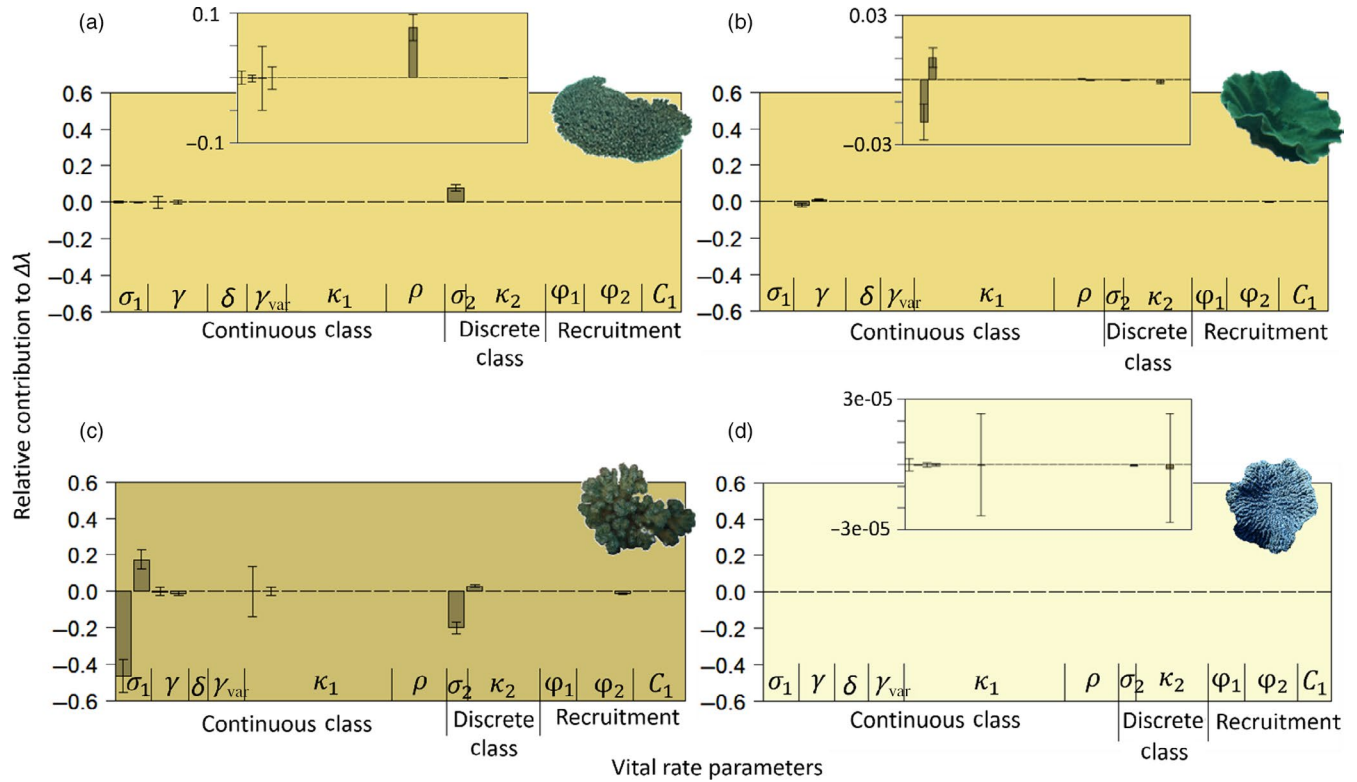 (a)
0.1
−0.1
0.6
0.4
0.2
0.0
−0.2
−0.4
−0.6
σ1 γ δ γvar κ1 ρ σ2 κ2 φ1 φ2 C1
Continuous class
Discrete class
Recruitment
(b)
0.03
−0.03
0.6
0.4
0.2
0.0
−0.2
−0.4
−0.6
σ1 γ δ γvar κ1 ρ σ2 κ2 φ1 φ2 C1
Continuous class
Discrete class
Recruitment
Relative contribution to Δλ
(c)
0.6
0.4
0.2
0.0
−0.2
−0.4
−0.6
σ1 γ δ γvar κ1 ρ σ2 κ2 φ1 φ2 C1
Continuous class
Discrete class
Recruitment
(d)
3e-05
−3e-05
0.6
0.4
0.2
0.0
−0.2
−0.4
−0.6
σ1 γ δ γvar κ1 ρ σ2 κ2 φ1 φ2 C1
Continuous class
Discrete class
Recruitment
Vital rate parameters